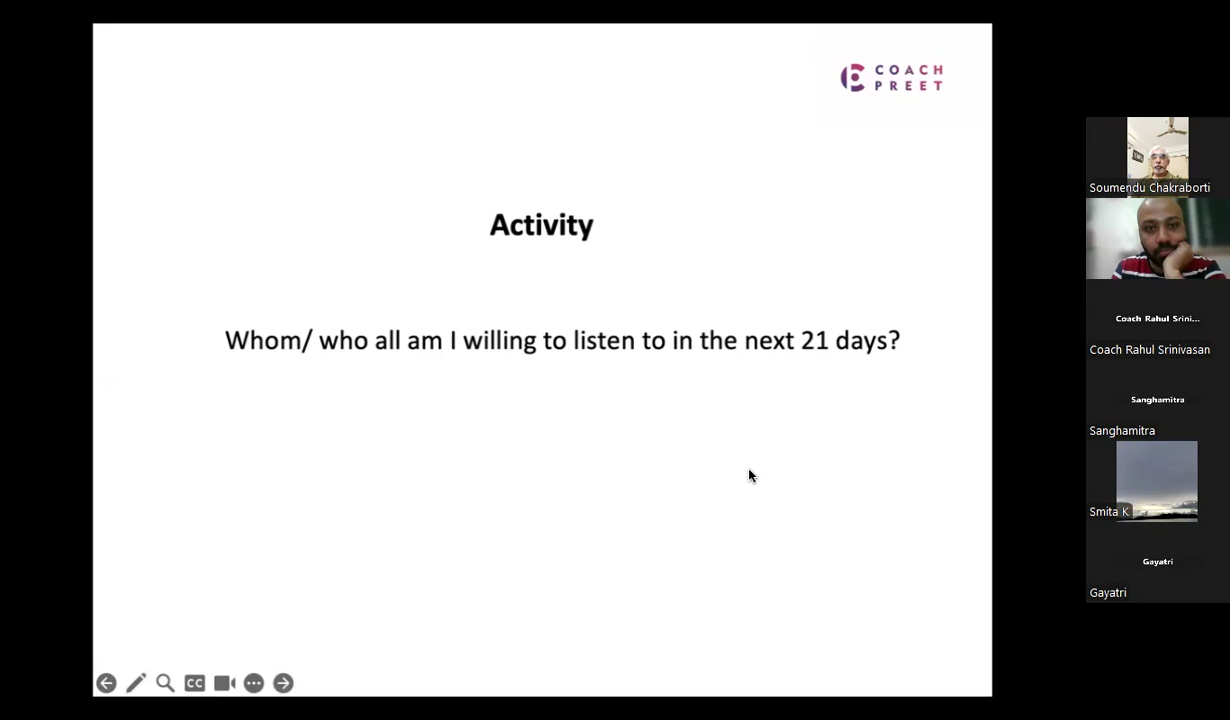 COACH
PREET
Activity
Whom/ who all am I willing to listen to in the next 21 days?
CC
Soumendu Chakraborti
Coach Rahul Srini...
Coach Rahul Srinivasan
Sanghamitra
Sanghamitra
Smita K
Gayatri
Gayatri